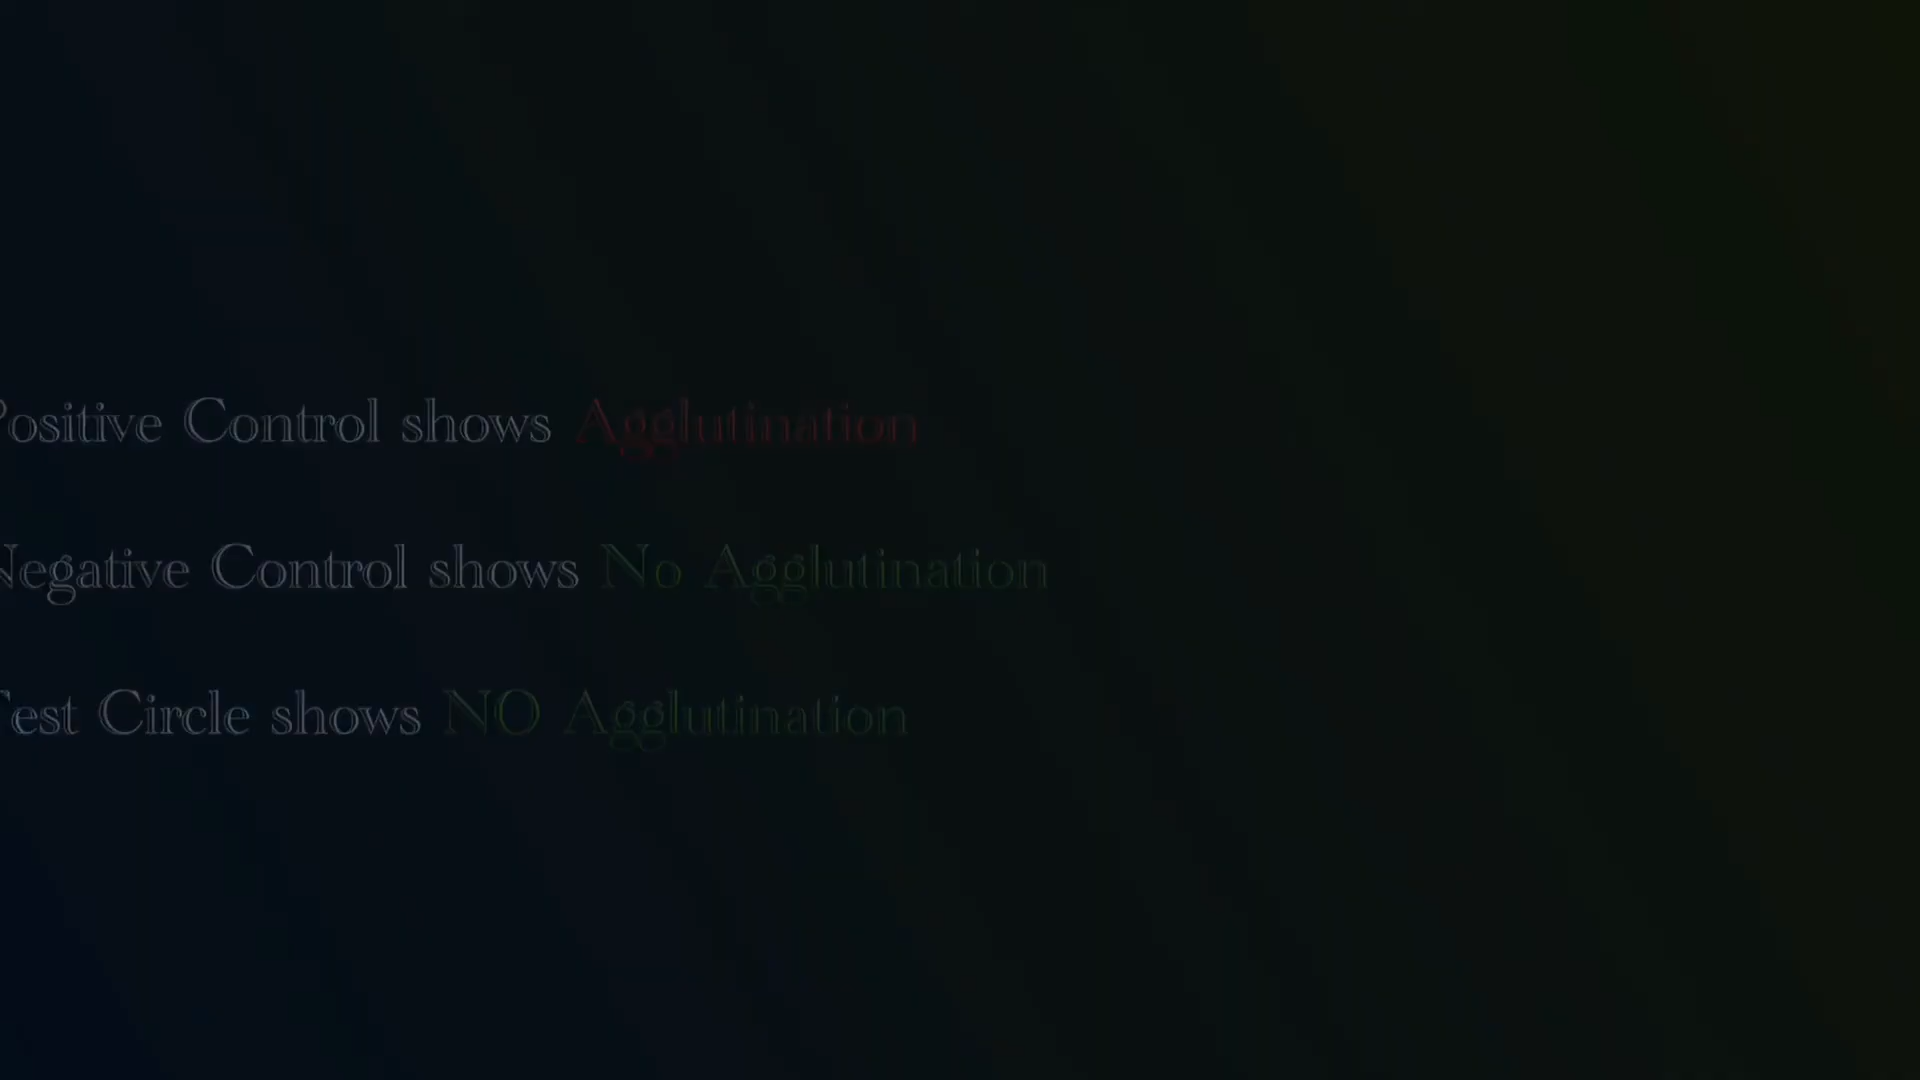 Positive Control shows Agglutination
Negative Control shows No Agglutination
Test Circle shows NO Agglutination